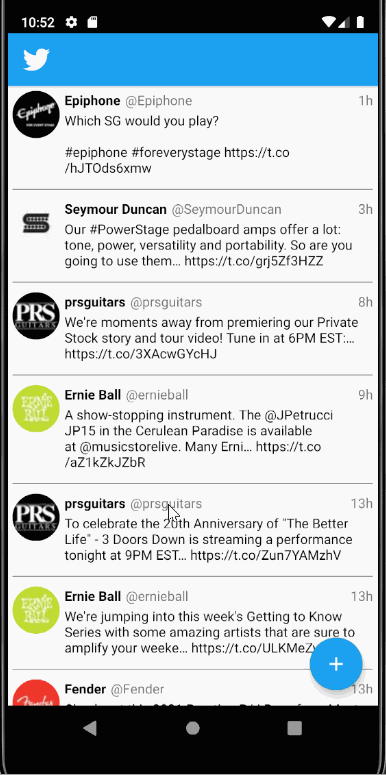 10:52
Epiphone @Epiphone 1h
Which SG would you play?
#epiphone #foreverystage https://t.co
/hJTOds6xmw
Seymour Duncan @SeymourDuncan 3h
Our #PowerStage pedalboard amps offer a lot:
tone, power, versatility and portability. So are you
going to use them… https://t.co/grj5Zf3HZZ
PRS
GUITARS
prsguitars @prsguitars 8h
We're moments away from premiering our Private
Stock story and tour video! Tune in at 6PM EST:…
https://t.co/3XAcwGYcHJ
ERNIE
BALL
Ernie Ball @ernieball 9h
A show-stopping instrument. The @JPetrucci
JP15 in the Cerulean Paradise is available
at @musicstorelive. Many Erni… https://t.co
/aZ1kZkJZbR
PRS
GUITARS
prsguitars @prsguitars 13h
To celebrate the 20th Anniversary of "The Better
Life" - 3 Doors Down is streaming a performance
tonight at 9PM EST… https://t.co/Zun7YAMzhV
ERNIE
BALL
Ernie Ball @ernieball 13h
We're jumping into this week's Getting to Know
Series with some amazing artists that are sure to
amplify your weeke… https://t.co/ULKMeZ
Fender
Fender @Fender 13h